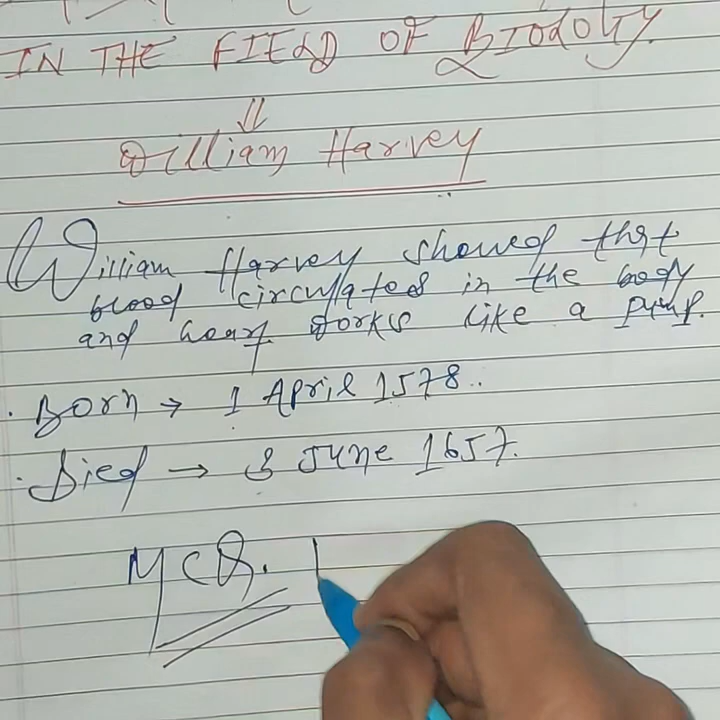 IN THE FIELD OF BIOLOGY
William Harvey
William Harvey showed that
blood circulated in the body
and heart works like a pump.
. Born → 1 April 1578..
. Died → 3 June 1657.
MCQ.